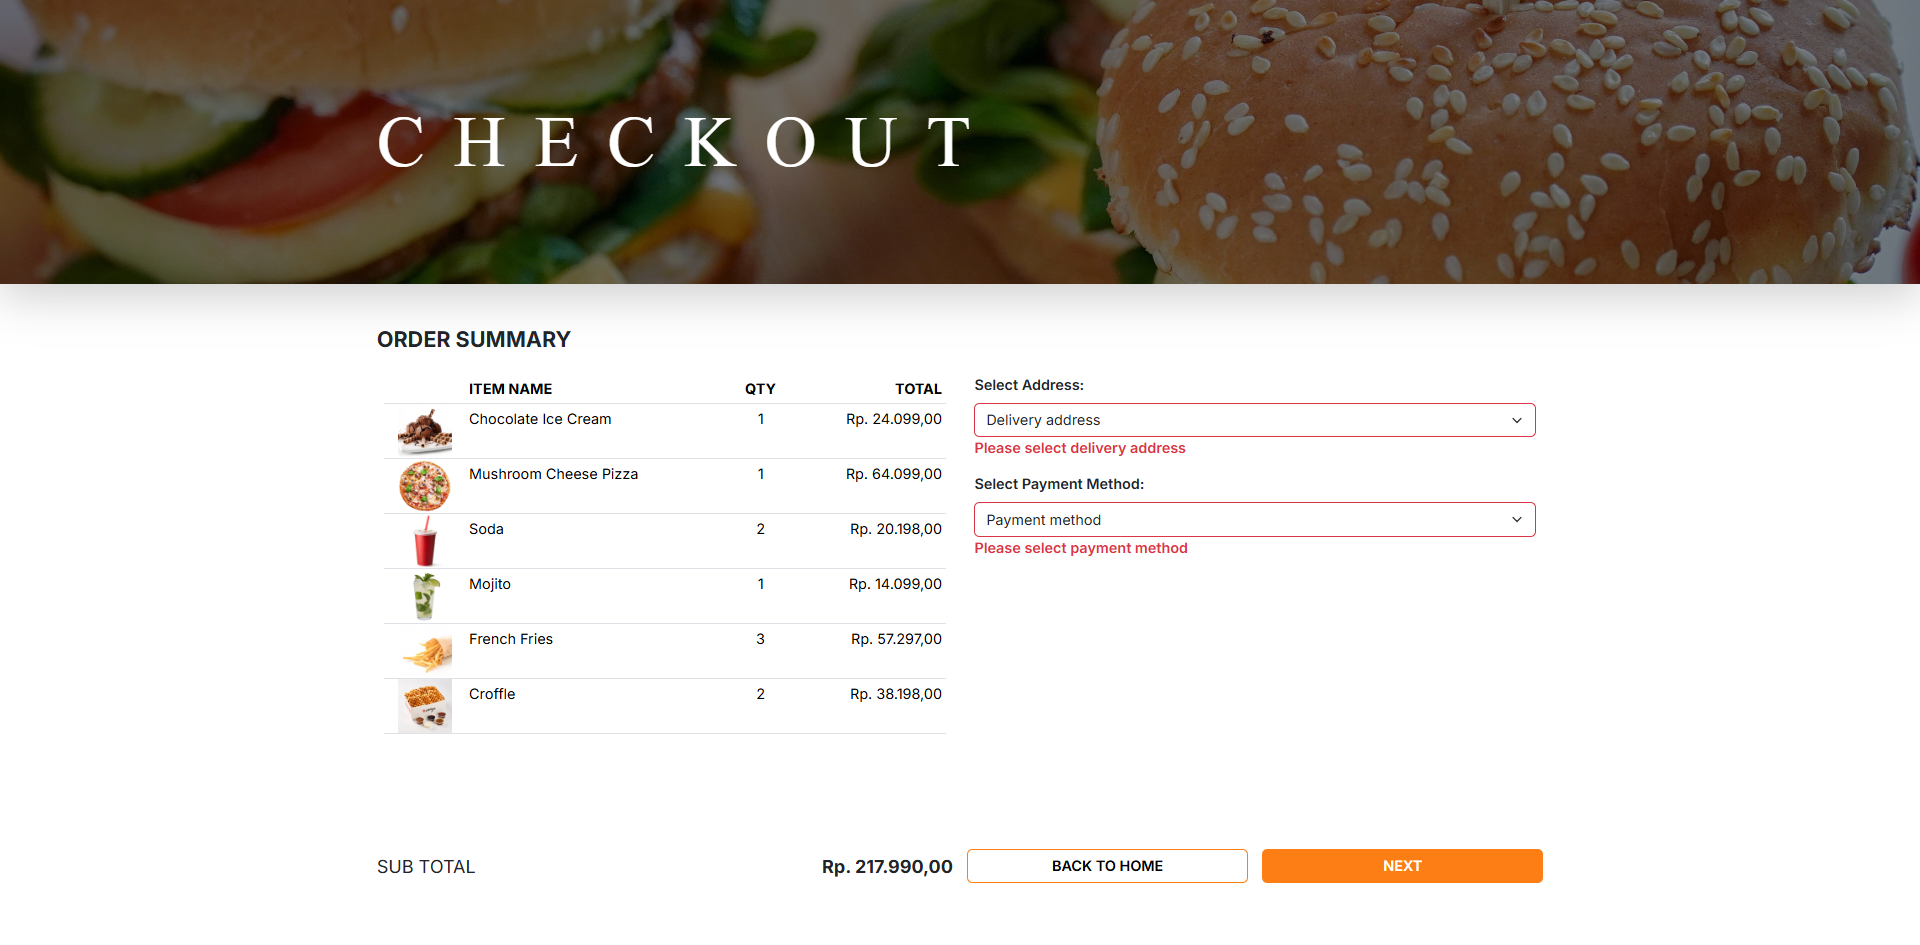 CHECKOUT
ORDER SUMMARY
ITEM NAME QTY TOTAL
Chocolate Ice Cream 1 Rp. 24.099,00
Mushroom Cheese Pizza 1 Rp. 64.099,00
Soda 2 Rp. 20.198,00
Mojito 1 Rp. 14.099,00
French Fries 3 Rp. 57.297,00
Croffle 2 Rp. 38.198,00
Select Address:
Delivery address
Please select delivery address
Select Payment Method:
Payment method
Please select payment method
SUB TOTAL Rp. 217.990,00 BACK TO HOME NEXT